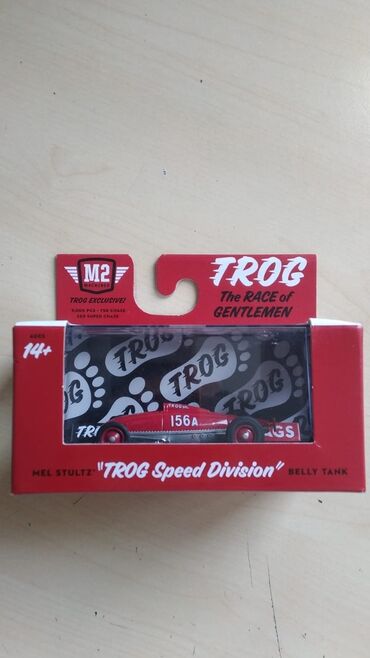 M2
MACHINES
TROG EXCLUSIVE!
TROG
The RACE of
GENTLEMEN
14+
TROG
TROG
TROG
156A
AGS
MEL STULTZ' "TROG Speed Division" BELLY TANK